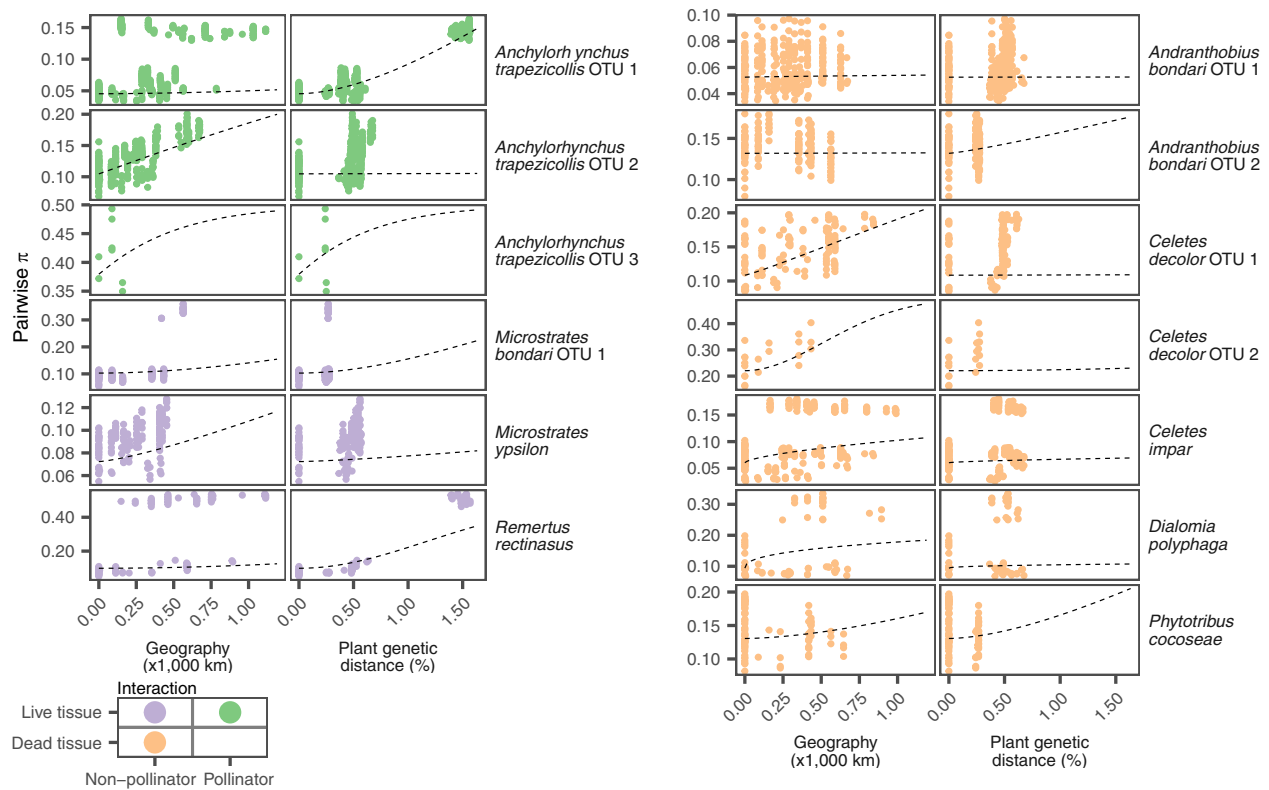 Pairwise π
0.15
0.10
0.05
Anchylorh ynchus
trapezicollis OTU 1
0.20
0.15
0.10
Anchylorhynchus
trapezicollis OTU 2
0.50
0.45
0.40
0.35
Anchylorhynchus
trapezicollis OTU 3
0.30
0.20
0.10
Microstrates
bondari OTU 1
0.12
0.10
0.08
0.06
Microstrates
ypsilon
0.40
0.20
Remertus
rectinasus
0.00 0.25 0.50 0.75 1.00
0.00 0.50 1.00 1.50
Geography
(x1,000 km)
Plant genetic
distance (%)
Interaction
Live tissue
Dead tissue
Non−pollinator Pollinator
0.10
0.08
0.06
0.04
Andranthobius
bondari OTU 1
0.15
0.10
Andranthobius
bondari OTU 2
0.20
0.15
0.10
Celetes
decolor OTU 1
0.40
0.30
0.20
Celetes
decolor OTU 2
0.15
0.10
0.05
Celetes
impar
0.30
0.20
0.10
Dialomia
polyphaga
0.20
0.15
0.10
Phytotribus
cocoseae
0.00 0.25 0.50 0.75 1.00
0.00 0.50 1.00 1.50
Geography
(x1,000 km)
Plant genetic
distance (%)